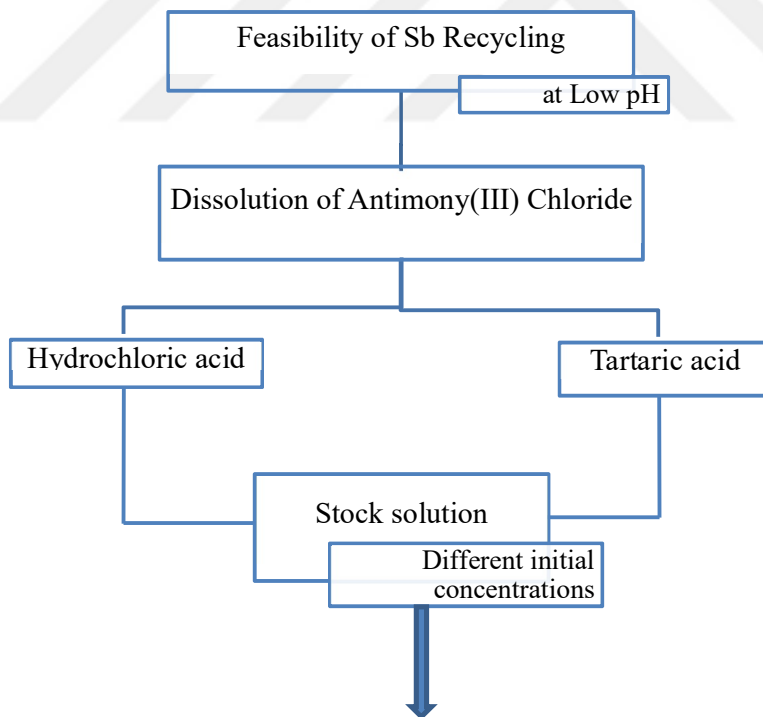 Feasibility of Sb Recycling
at Low pH
Dissolution of Antimony(III) Chloride
Hydrochloric acid
Tartaric acid
Stock solution
Different initial
concentrations